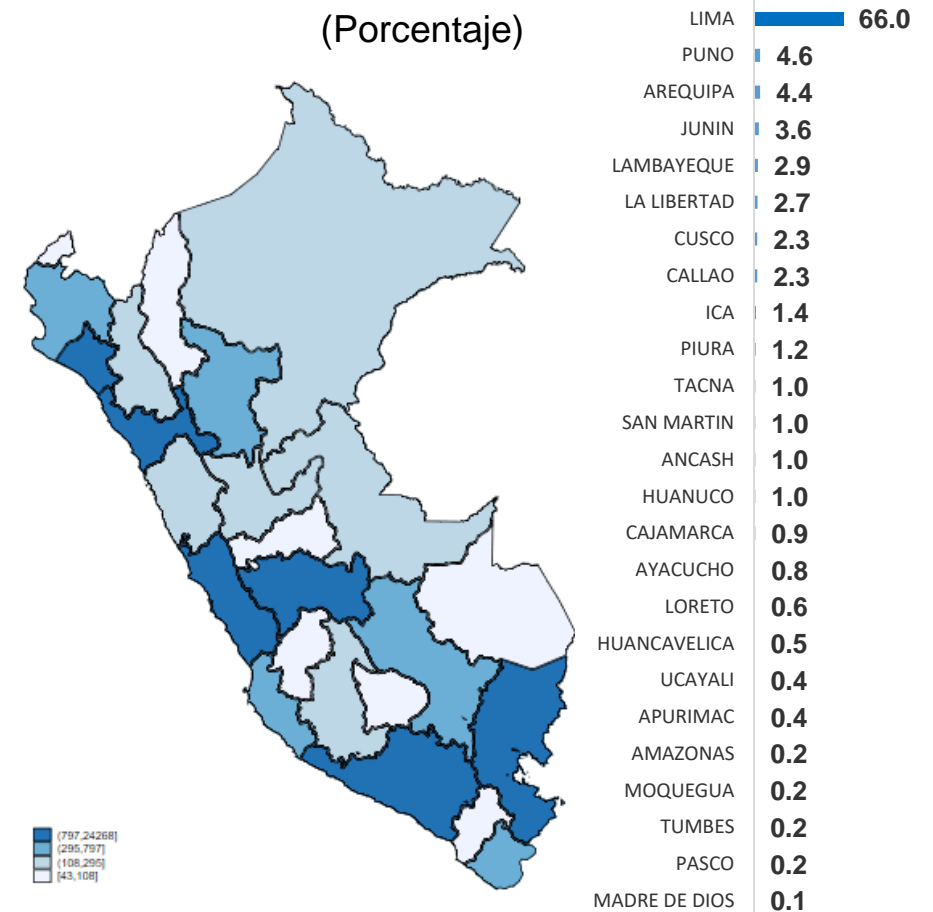 (Porcentaje)
LIMA 66.0
PUNO 4.6
AREQUIPA 4.4
JUNIN 3.6
LAMBAYEQUE 2.9
LA LIBERTAD 2.7
CUSCO 2.3
CALLAO 2.3
ICA 1.4
PIURA 1.2
TACNA 1.0
SAN MARTIN 1.0
ANCASH 1.0
HUANUCO 1.0
CAJAMARCA 0.9
AYACUCHO 0.8
LORETO 0.6
HUANCAVELICA 0.5
UCAYALI 0.4
APURIMAC 0.4
AMAZONAS 0.2
MOQUEGUA 0.2
TUMBES 0.2
PASCO 0.2
MADRE DE DIOS 0.1
(797,24268]
(295,797]
(108,295]
[43,108]